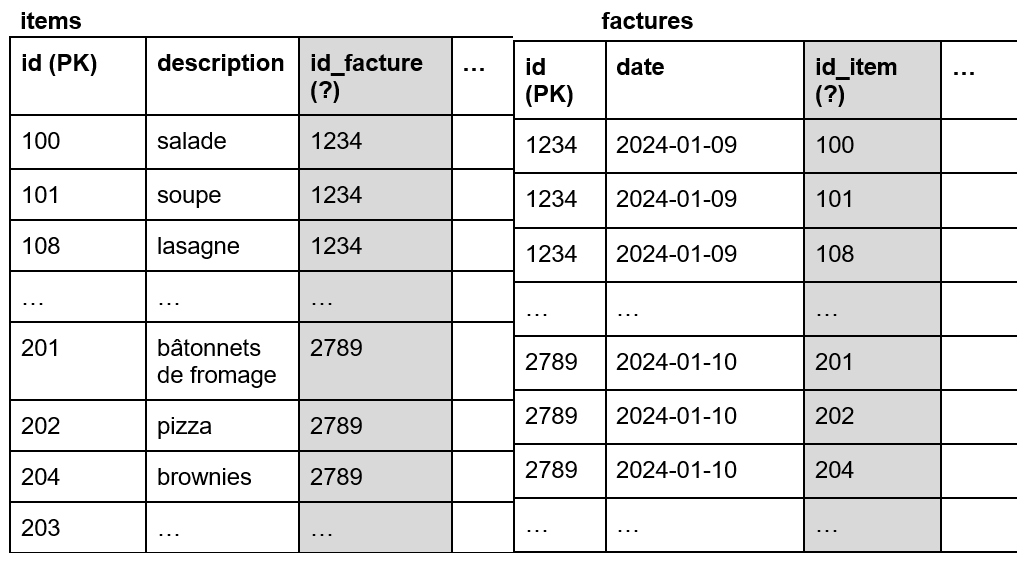 items
id (PK) description id_facture (?) …
100 salade 1234
101 soupe 1234
108 lasagne 1234
… … …
201 bâtonnets de fromage 2789
202 pizza 2789
204 brownies 2789
203 … …
factures
id (PK) date id_item (?) …
1234 2024-01-09 100
1234 2024-01-09 101
1234 2024-01-09 108
… … …
2789 2024-01-10 201
2789 2024-01-10 202
2789 2024-01-10 204
… … …